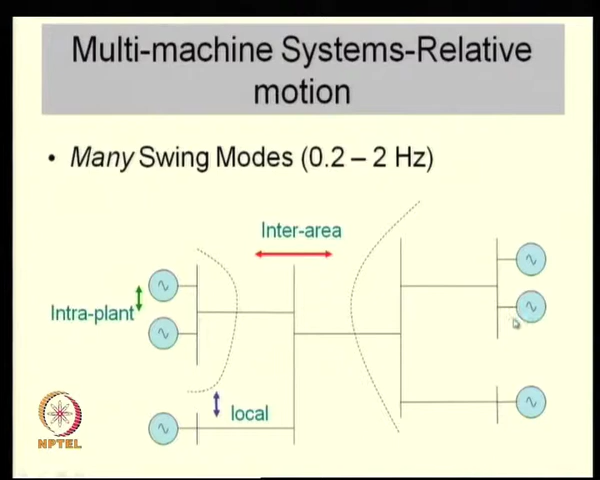 Multi-machine Systems-Relative
motion
• Many Swing Modes (0.2 – 2 Hz)
Inter-area
Intra-plant
local
NPTEL